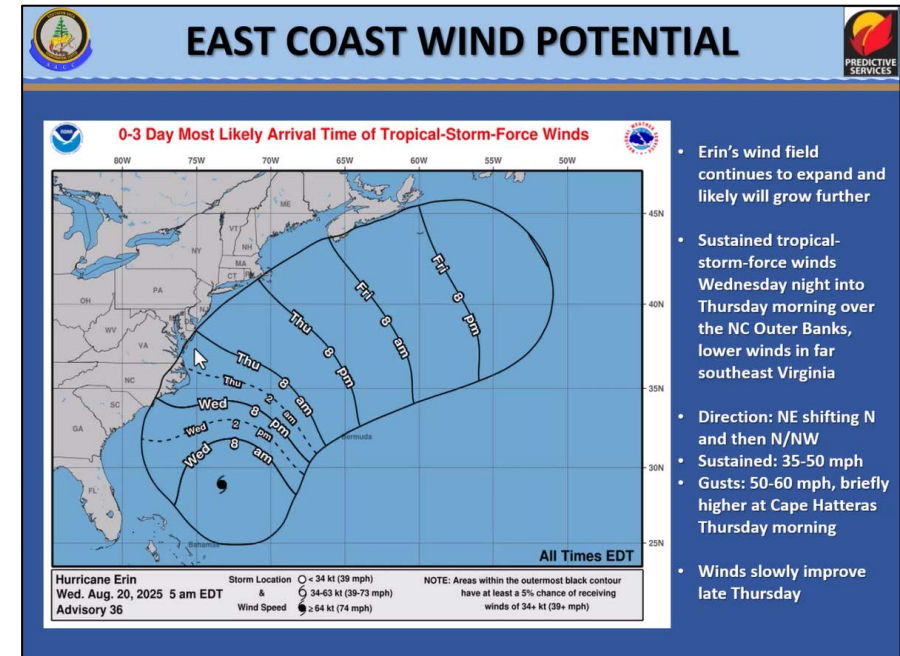 EAST COAST WIND POTENTIAL
PREDICTIVE
SERVICES
NOAA
0-3 Day Most Likely Arrival Time of Tropical-Storm-Force Winds
80W 75W 70W 65W 60W 55W 50W
ME
VT
NH
NY
MA
CT
PA
NJ
OH
WV
VA
NC
SC
GA
FL
Bermuda
Bahamas
45N
40N
35N
30N
25N
Fri 8 pm
Fri 8 am
Thu 8 pm
Thu 8 am
Thu 2 am
Wed 8 pm
Wed 2 pm
Wed 8 am
All Times EDT
Hurricane Erin
Wed. Aug. 20, 2025 5 am EDT
Advisory 36
Storm Location
&
Wind Speed
< 34 kt (39 mph)
34-63 kt (39-73 mph)
≥ 64 kt (74 mph)
NOTE: Areas within the outermost black contour
have at least a 5% chance of receiving
winds of 34+ kt (39+ mph)
• Erin's wind field
continues to expand and
likely will grow further
• Sustained tropical-
storm-force winds
Wednesday night into
Thursday morning over
the NC Outer Banks,
lower winds in far
southeast Virginia
• Direction: NE shifting N
and then N/NW
• Sustained: 35-50 mph
• Gusts: 50-60 mph, briefly
higher at Cape Hatteras
Thursday morning
• Winds slowly improve
late Thursday